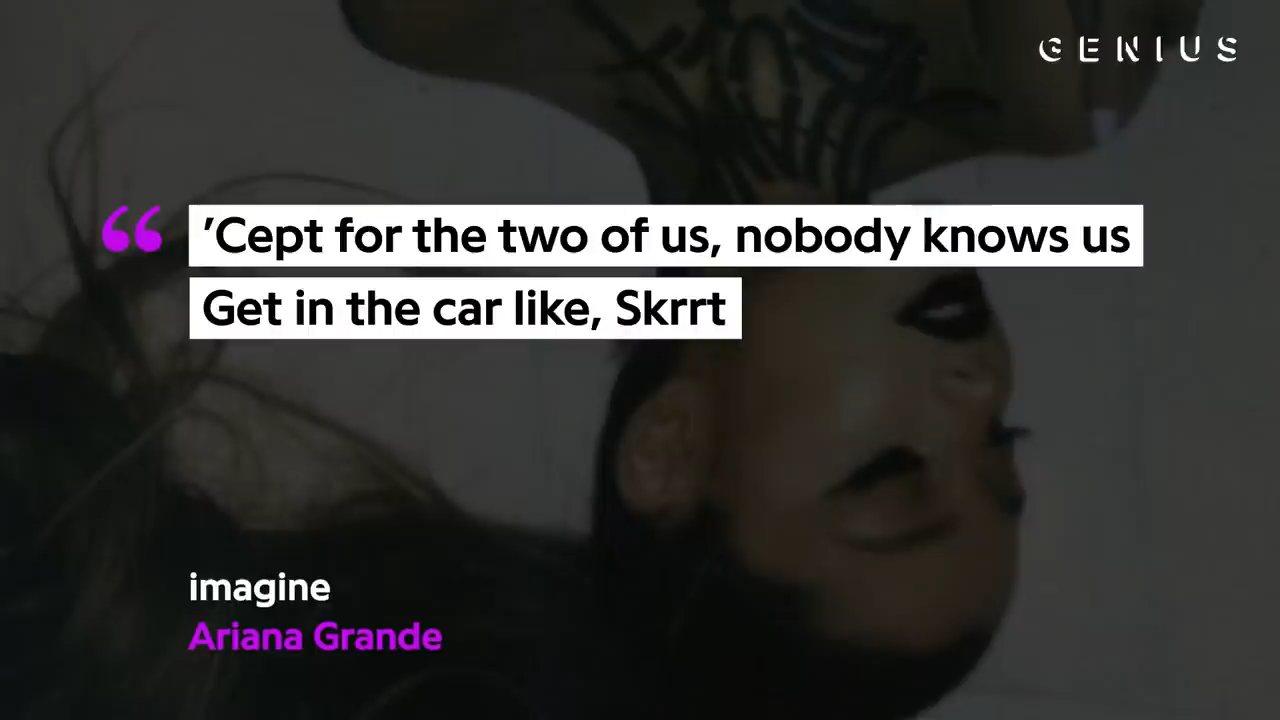 GENIUS
’Cept for the two of us, nobody knows us
Get in the car like, Skrrt
imagine
Ariana Grande